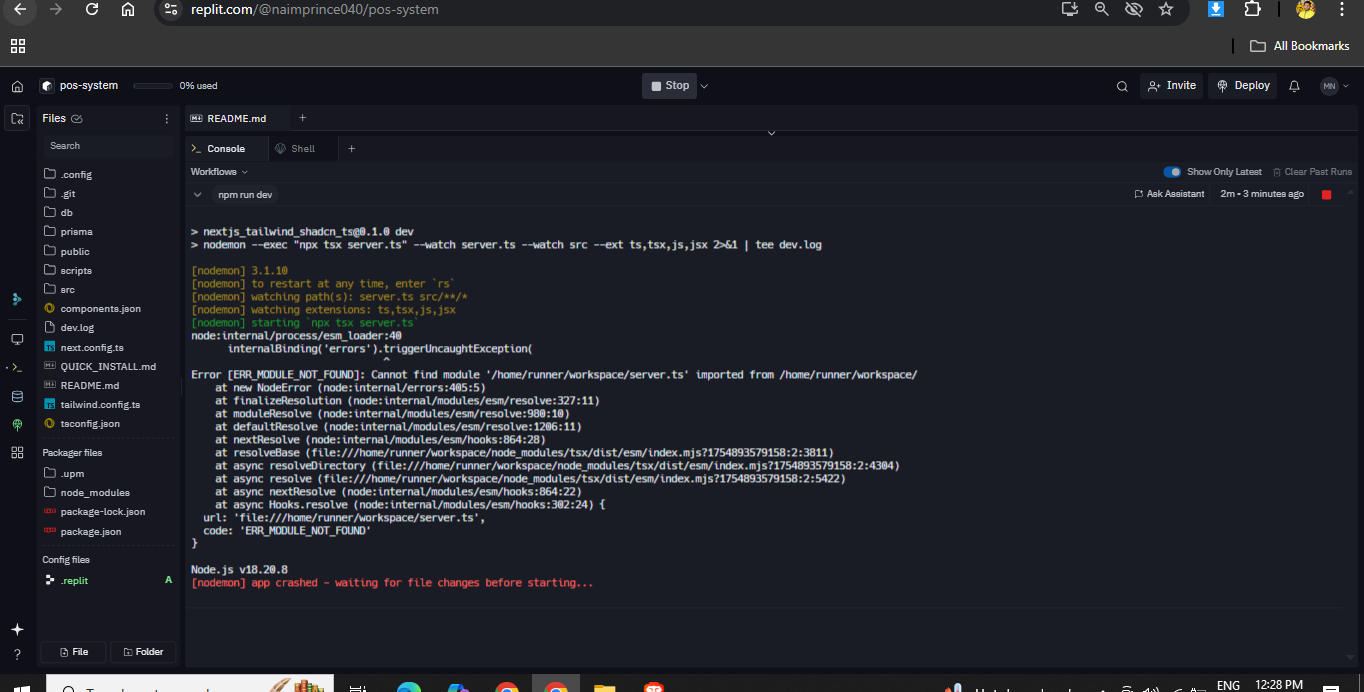 replit.com/@naimprince040/pos-system
All Bookmarks
pos-system
0% used
Stop
Invite
Deploy
MN
Files
README.md
Search
Console
Shell
Workflows
Show Only Latest
Clear Past Runs
npm run dev
Ask Assistant
2m • 3 minutes ago
.config
.git
db
prisma
public
scripts
src
components.json
dev.log
next.config.ts
QUICK_INSTALL.md
README.md
tailwind.config.ts
tsconfig.json
Packager files
.upm
node_modules
package-lock.json
package.json
Config files
.replit
A
File
Folder
> nextjs_tailwind_shadcn_ts@0.1.0 dev
> nodemon --exec "npx tsx server.ts" --watch server.ts --watch src --ext ts,tsx,js,jsx 2>&1 | tee dev.log
[nodemon] 3.1.10
[nodemon] to restart at any time, enter `rs`
[nodemon] watching path(s): server.ts src/**/*
[nodemon] watching extensions: ts,tsx,js,jsx
[nodemon] starting `npx tsx server.ts`
node:internal/process/esm_loader:40
internalBinding('errors').triggerUncaughtException(
^
Error [ERR_MODULE_NOT_FOUND]: Cannot find module '/home/runner/workspace/server.ts' imported from /home/runner/workspace/
at new NodeError (node:internal/errors:405:5)
at finalizeResolution (node:internal/modules/esm/resolve:327:11)
at moduleResolve (node:internal/modules/esm/resolve:980:10)
at defaultResolve (node:internal/modules/esm/resolve:1206:11)
at nextResolve (node:internal/modules/esm/hooks:864:28)
at resolveBase (file:///home/runner/workspace/node_modules/tsx/dist/esm/index.mjs?1754893579158:2:3811)
at async resolveDirectory (file:///home/runner/workspace/node_modules/tsx/dist/esm/index.mjs?1754893579158:2:4304)
at async resolve (file:///home/runner/workspace/node_modules/tsx/dist/esm/index.mjs?1754893579158:2:5422)
at async nextResolve (node:internal/modules/esm/hooks:864:22)
at async Hooks.resolve (node:internal/modules/esm/hooks:302:24) {
url: 'file:///home/runner/workspace/server.ts',
code: 'ERR_MODULE_NOT_FOUND'
}
Node.js v18.20.8
[nodemon] app crashed - waiting for file changes before starting...
ENG
12:28 PM